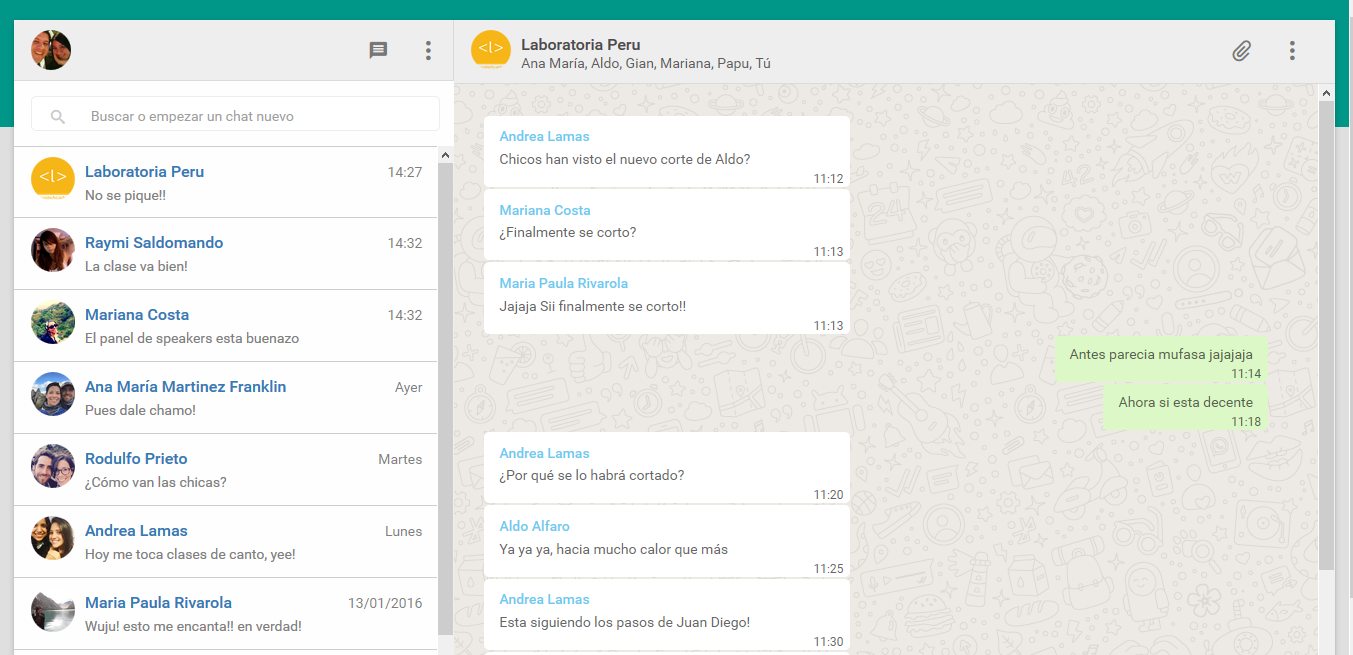 Buscar o empezar un chat nuevo
<l>
Laboratoria Peru 14:27
No se pique!!
Raymi Saldomando 14:32
La clase va bien!
Mariana Costa 14:32
El panel de speakers esta buenazo
Ana María Martinez Franklin Ayer
Pues dale chamo!
Rodulfo Prieto Martes
¿Cómo van las chicas?
Andrea Lamas Lunes
Hoy me toca clases de canto, yee!
Maria Paula Rivarola 13/01/2016
Wuju! esto me encanta!! en verdad!
<l>
Laboratoria Peru
Ana María, Aldo, Gian, Mariana, Papu, Tú
Andrea Lamas
Chicos han visto el nuevo corte de Aldo?
11:12
Mariana Costa
¿Finalmente se corto?
11:13
Maria Paula Rivarola
Jajaja Sii finalmente se corto!!
11:13
Antes parecia mufasa jajajaja
11:14
Ahora si esta decente
11:18
Andrea Lamas
¿Por qué se lo habrá cortado?
11:20
Aldo Alfaro
Ya ya ya, hacia mucho calor que más
11:25
Andrea Lamas
Esta siguiendo los pasos de Juan Diego!
11:30